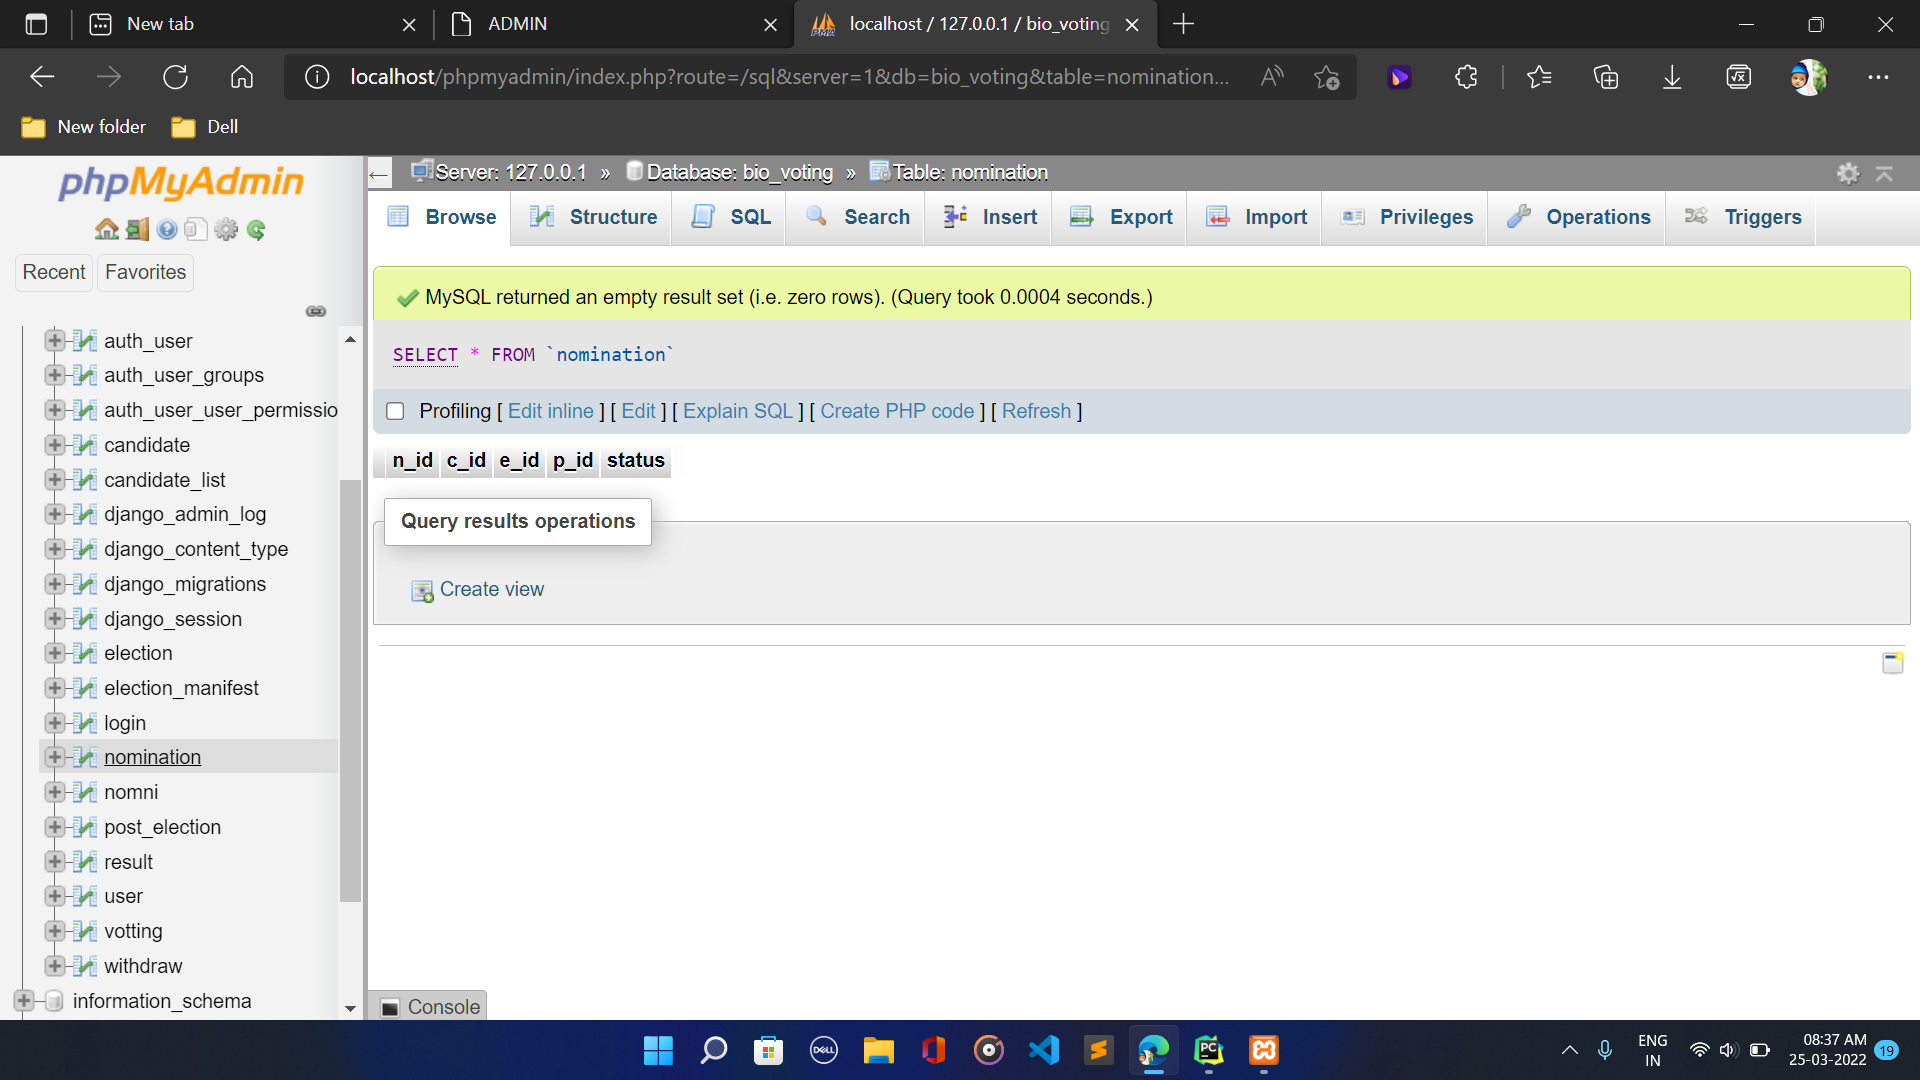 New tab
ADMIN
localhost / 127.0.0.1 / bio_voting
localhost/phpmyadmin/index.php?route=/sql&server=1&db=bio_voting&table=nomination...
New folder
Dell
phpMyAdmin
Recent
Favorites
auth_user
auth_user_groups
auth_user_user_permissio
candidate
candidate_list
django_admin_log
django_content_type
django_migrations
django_session
election
election_manifest
login
nomination
nomni
post_election
result
user
votting
withdraw
information_schema
Server: 127.0.0.1 » Database: bio_voting » Table: nomination
Browse
Structure
SQL
Search
Insert
Export
Import
Privileges
Operations
Triggers
MySQL returned an empty result set (i.e. zero rows). (Query took 0.0004 seconds.)
SELECT * FROM `nomination`
Profiling [ Edit inline ] [ Edit ] [ Explain SQL ] [ Create PHP code ] [ Refresh ]
n_id c_id e_id p_id status
Query results operations
Create view
Console
DELL
PC
ENG
IN
08:37 AM
25-03-2022
19